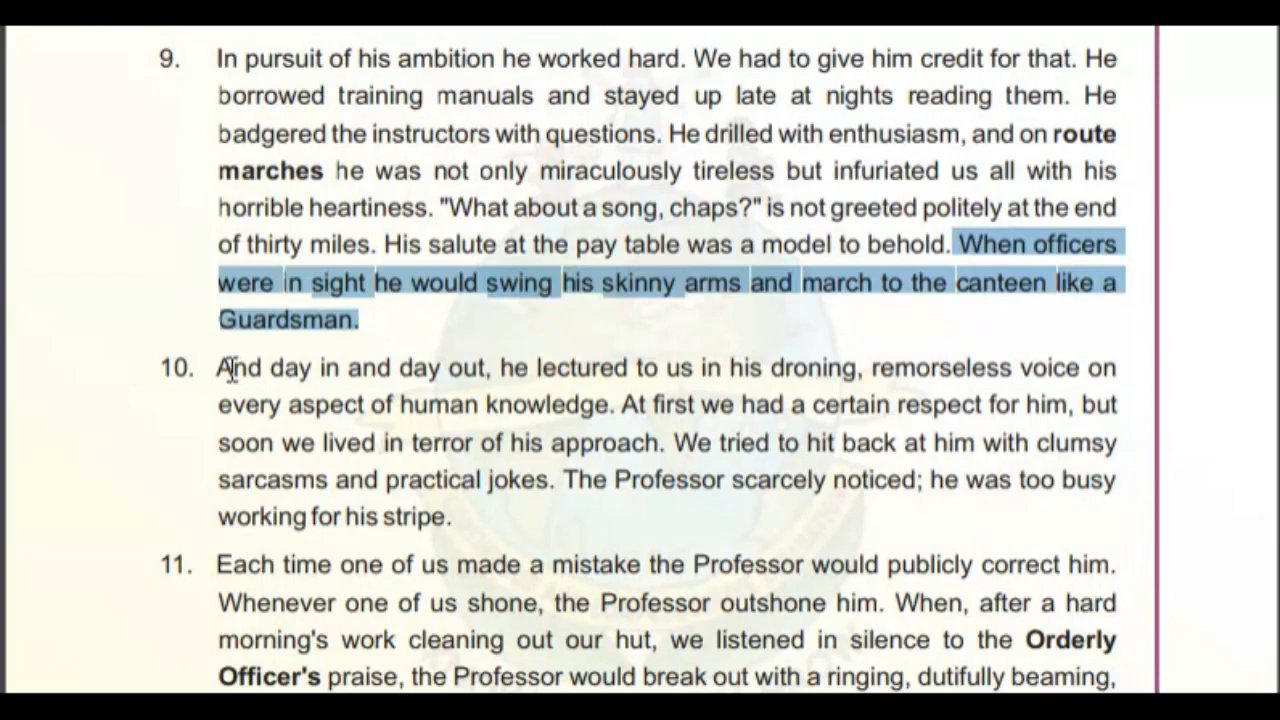 9. In pursuit of his ambition he worked hard. We had to give him credit for that. He
borrowed training manuals and stayed up late at nights reading them. He
badgered the instructors with questions. He drilled with enthusiasm, and on route
marches he was not only miraculously tireless but infuriated us all with his
horrible heartiness. "What about a song, chaps?" is not greeted politely at the end
of thirty miles. His salute at the pay table was a model to behold. When officers
were in sight he would swing his skinny arms and march to the canteen like a
Guardsman.
10. And day in and day out, he lectured to us in his droning, remorseless voice on
every aspect of human knowledge. At first we had a certain respect for him, but
soon we lived in terror of his approach. We tried to hit back at him with clumsy
sarcasms and practical jokes. The Professor scarcely noticed; he was too busy
working for his stripe.
11. Each time one of us made a mistake the Professor would publicly correct him.
Whenever one of us shone, the Professor outshone him. When, after a hard
morning's work cleaning out our hut, we listened in silence to the Orderly
Officer's praise, the Professor would break out with a ringing, dutifully beaming,